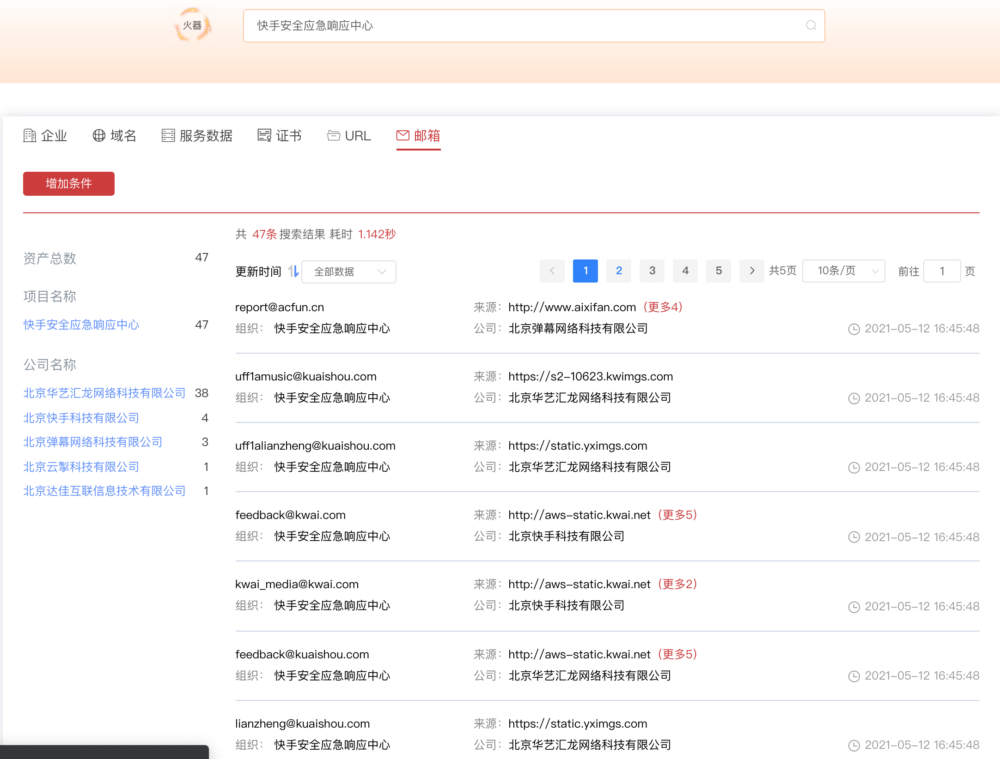 火器
快手安全应急响应中心
企业 域名 服务数据 证书 URL 邮箱
增加条件
共 47条 搜索结果 耗时 1.142秒
资产总数 47
更新时间 全部数据 1 2 3 4 5 共5页 10条/页 前往 1 页
项目名称
快手安全应急响应中心 47
公司名称
北京华艺汇龙网络科技有限公司 38
北京快手科技有限公司 4
北京弹幕网络科技有限公司 3
北京云掣科技有限公司 1
北京达佳互联信息技术有限公司 1
report@acfun.cn 来源：http://www.aixifan.com（更多4）
组织： 快手安全应急响应中心 公司：北京弹幕网络科技有限公司 2021-05-12 16:45:48
uff1amusic@kuaishou.com 来源：https://s2-10623.kwimgs.com
组织： 快手安全应急响应中心 公司：北京华艺汇龙网络科技有限公司 2021-05-12 16:45:48
uff1alianzheng@kuaishou.com 来源：https://static.yximgs.com
组织： 快手安全应急响应中心 公司：北京华艺汇龙网络科技有限公司 2021-05-12 16:45:48
feedback@kwai.com 来源：http://aws-static.kwai.net（更多5）
组织： 快手安全应急响应中心 公司：北京快手科技有限公司 2021-05-12 16:45:48
kwai_media@kwai.com 来源：http://aws-static.kwai.net（更多2）
组织： 快手安全应急响应中心 公司：北京快手科技有限公司 2021-05-12 16:45:48
feedback@kuaishou.com 来源：http://aws-static.kwai.net（更多5）
组织： 快手安全应急响应中心 公司：北京华艺汇龙网络科技有限公司 2021-05-12 16:45:48
lianzheng@kuaishou.com 来源：https://static.yximgs.com
组织： 快手安全应急响应中心 公司：北京华艺汇龙网络科技有限公司 2021-05-12 16:45:48